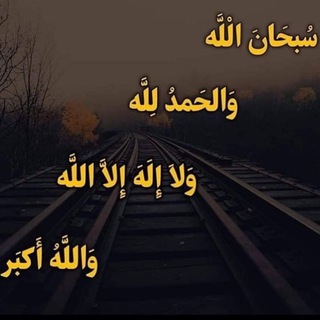 سُبحَانَ اللَّه
وَالحَمدُ لِلَّه
وَلاَ إِلَهَ إِلاَّ اللَّه
وَاللَّهُ أَكبَر